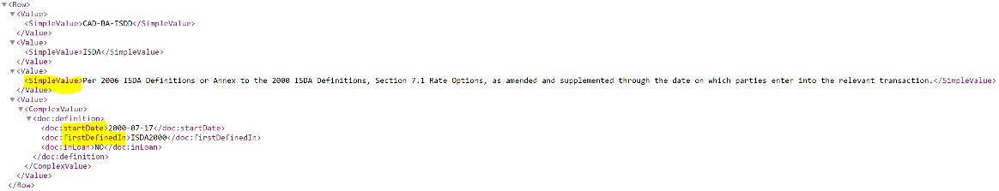 <Row>
<Value>
<SimpleValue>CAD-BA-ISDD</SimpleValue>
</Value>
<Value>
<SimpleValue>ISDA</SimpleValue>
</Value>
<Value>
<SimpleValue>Per 2006 ISDA Definitions or Annex to the 2000 ISDA Definitions, Section 7.1 Rate Options, as amended and supplemented through the date on which parties enter into the relevant transaction.</SimpleValue>
</Value>
<Value>
<ComplexValue>
<doc:definition>
<doc:startDate>2000-07-17</doc:startDate>
<doc:firstDefinedIn>ISDA2000</doc:firstDefinedIn>
<doc:inLoan>NO</doc:inLoan>
</doc:definition>
</ComplexValue>
</Value>
</Row>